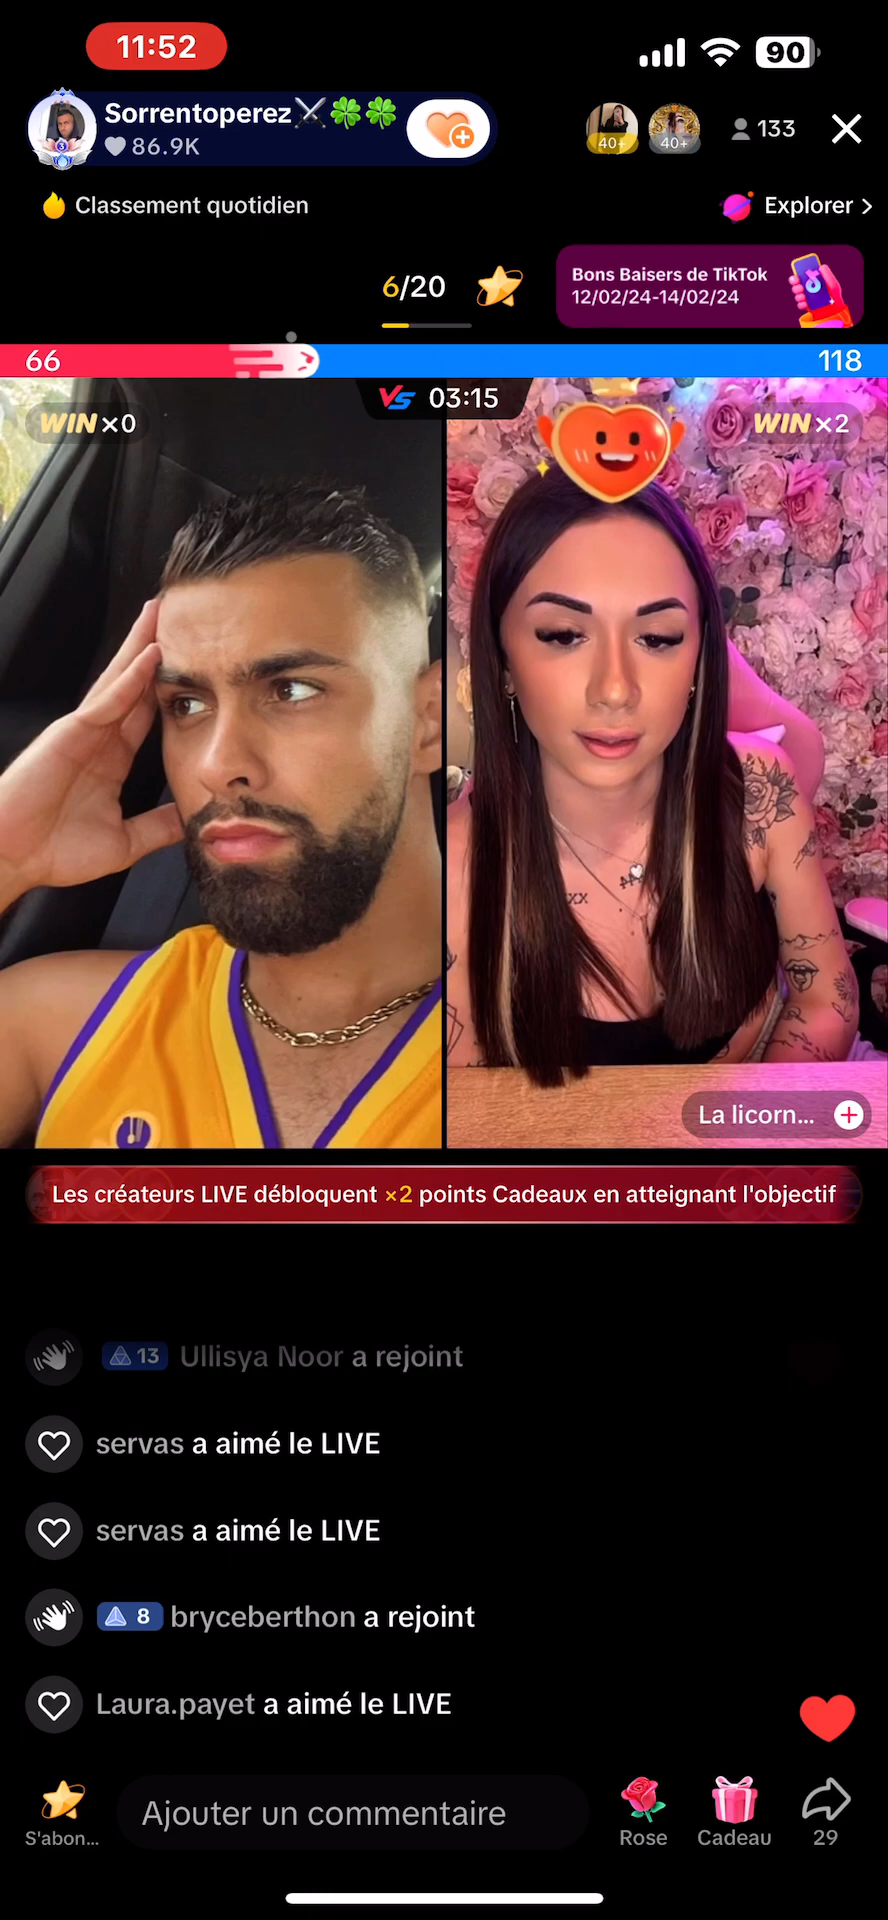 11:52
90
Sorrentoperez⚔️🍀🍀
86.9K
40+
40+
133
Classement quotidien
Explorer >
6/20
Bons Baisers de TikTok
12/02/24-14/02/24
66
118
WIN ×0
VS 03:15
WIN ×2
XX
La licorn...
Les créateurs LIVE débloquent ×2 points Cadeaux en atteignant l'objectif
13 Ullisya Noor a rejoint
servas a aimé le LIVE
servas a aimé le LIVE
8 bryceberthon a rejoint
Laura.payet a aimé le LIVE
Ajouter un commentaire
S'abon...
Rose
Cadeau
29